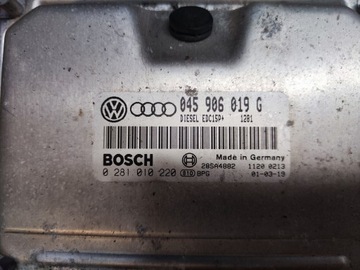 045 906 019 G
DIESEL EDC15P+ 1281
BOSCH
Made in Germany
0 281 010 220
BPG
28SA4882
1120 0213
01-03-19